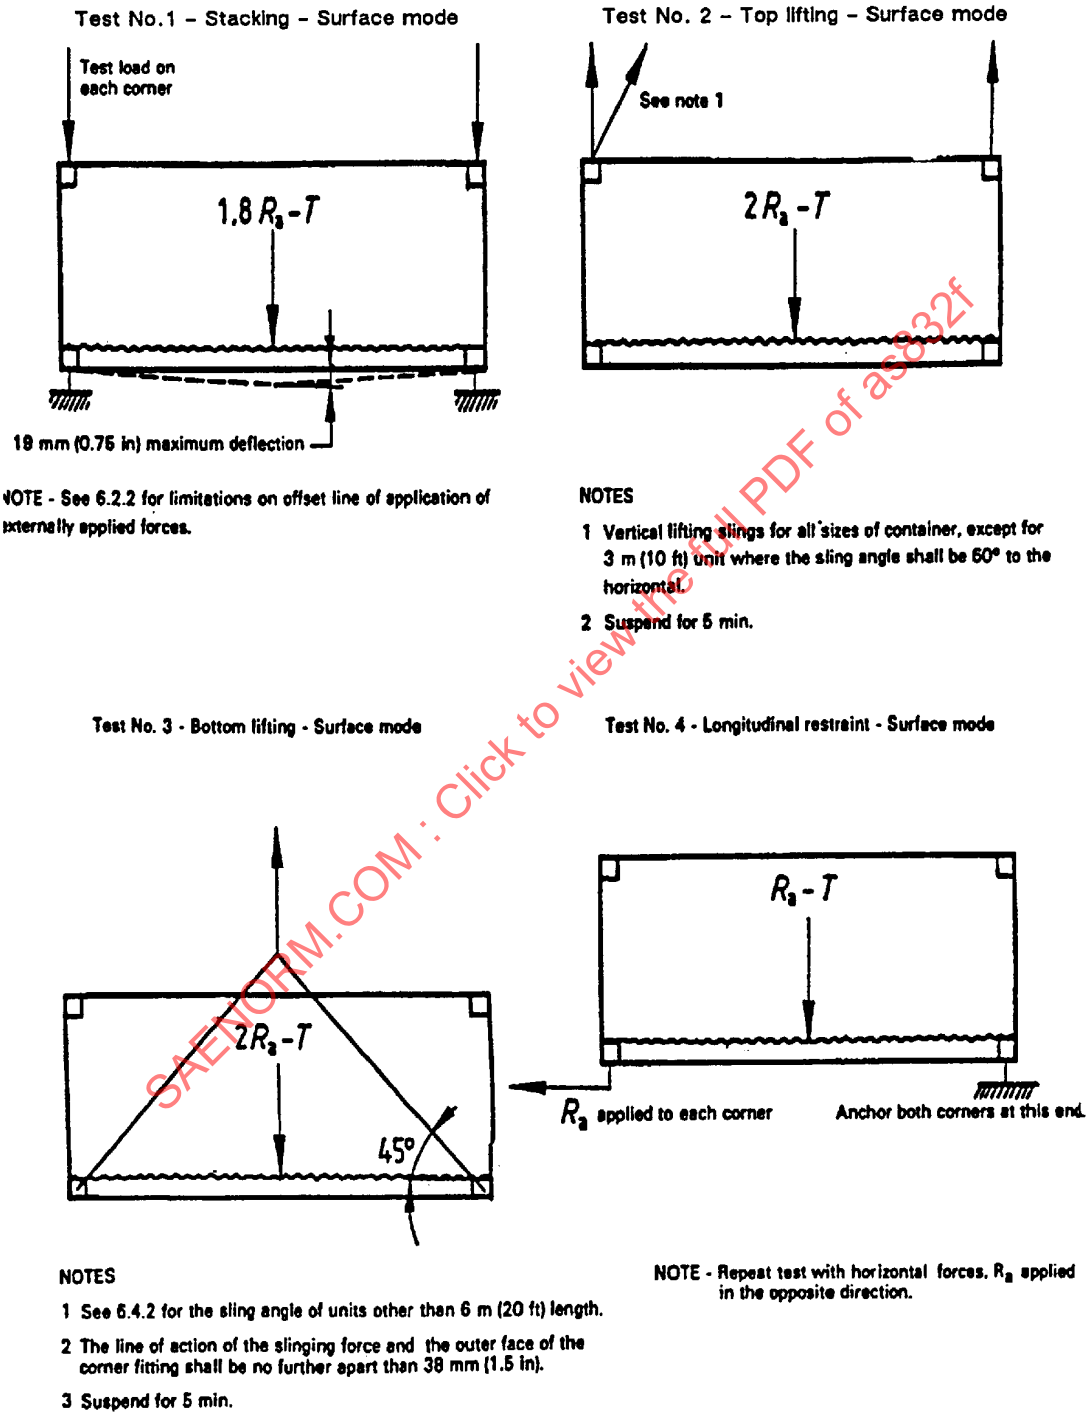 Test No.1 – Stacking – Surface mode
Test load on
each corner
1.8 Ra - T
19 mm (0.75 in) maximum deflection
NOTE - See 6.2.2 for limitations on offset line of application of
externally applied forces.
Test No. 2 – Top lifting – Surface mode
See note 1
2 Ra - T
NOTES
1 Vertical lifting slings for all sizes of container, except for
3 m (10 ft) unit where the sling angle shall be 60° to the
horizontal.
2 Suspend for 5 min.
Test No. 3 - Bottom lifting - Surface mode
2Ra - T
45°
NOTES
1 See 6.4.2 for the sling angle of units other than 6 m (20 ft) length.
2 The line of action of the slinging force and the outer face of the
corner fitting shall be no further apart than 38 mm (1.5 in).
3 Suspend for 5 min.
Test No. 4 - Longitudinal restraint - Surface mode
Ra - T
Ra applied to each corner
Anchor both corners at this end.
NOTE - Repeat test with horizontal forces, Ra applied
in the opposite direction.
SAENORM.COM : Click to view the full PDF of as832f